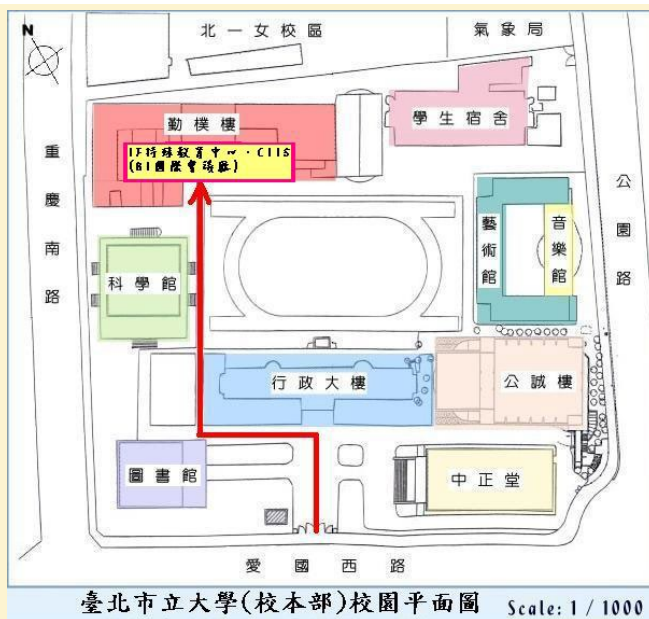 N
北一女校區
氣象局
勤樸樓
1F特殊教育中心.C115
(B1國際會議廳)
學生宿舍
重慶南路
公園路
藝術館
音樂館
科學館
行政大樓
公誠樓
圖書館
中正堂
愛國西路
臺北市立大學(校本部)校園平面圖 Scale: 1 / 1000